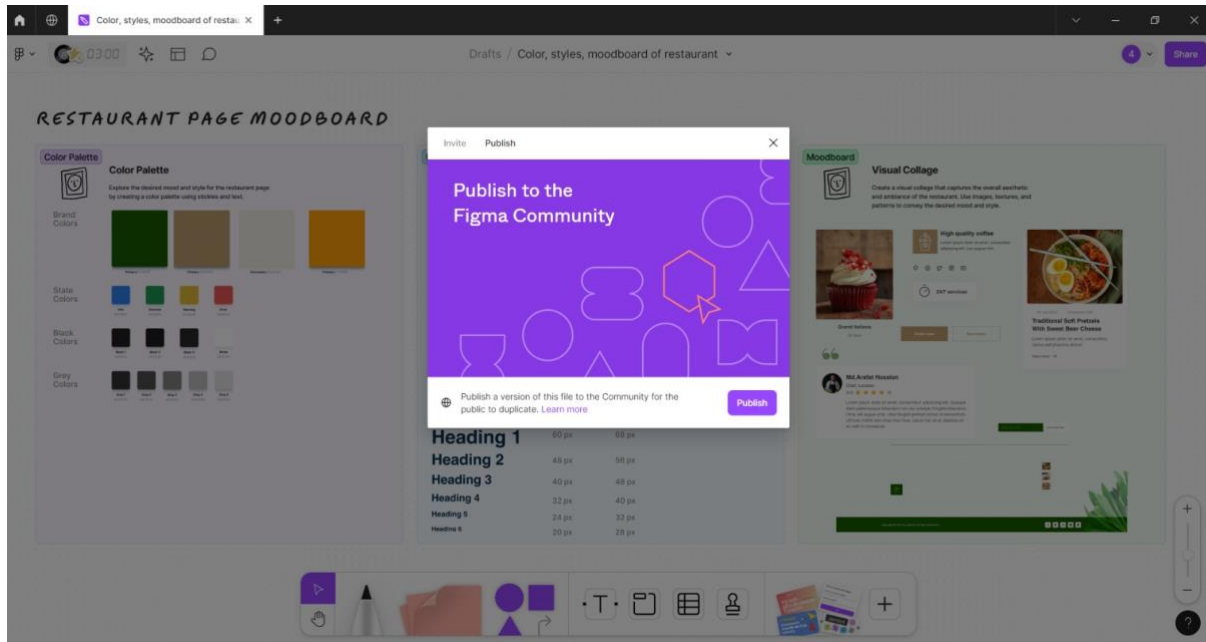 Color, styles, moodboard of restau
03:00
Drafts / Color, styles, moodboard of restaurant
4
Share
RESTAURANT PAGE MOODBOARD
Color Palette
Color Palette
Explore the desired mood and style for the restaurant page
by creating a color palette using stickies and text.
Brand
Colors
State
Colors
Black
Colors
Gray
Colors
Invite Publish
Publish to the
Figma Community
Publish a version of this file to the Community for the
public to duplicate. Learn more
Publish
Heading 1 60 px 68 px
Heading 2 48 px 56 px
Heading 3 40 px 48 px
Heading 4 32 px 40 px
Heading 5 24 px 32 px
Heading 6 20 px 28 px
Moodboard
Visual Collage
Create a visual collage that captures the overall aesthetic
and ambiance of the restaurant. Use images, textures, and
patterns to convey the desired mood and style.
High quality coffee
24/7 services
Traditional Soft Pretzels
With Sweet Beer Cheese
T
?